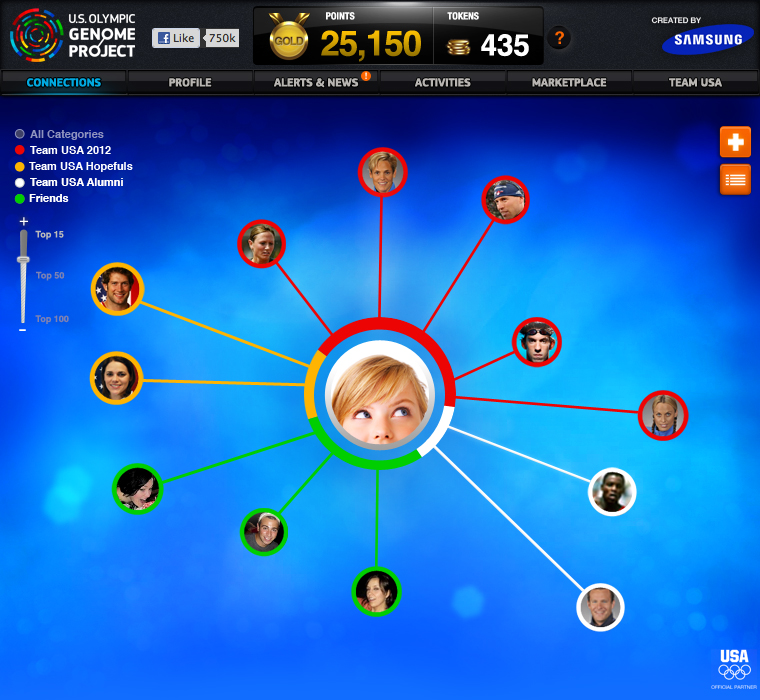 U.S. OLYMPIC
GENOME
PROJECT
Like
750k
GOLD
POINTS
25,150
TOKENS
435
?
CREATED BY
SAMSUNG
CONNECTIONS
PROFILE
ALERTS & NEWS
!
ACTIVITIES
MARKETPLACE
TEAM USA
All Categories
Team USA 2012
Team USA Hopefuls
Team USA Alumni
Friends
+
Top 15
Top 50
Top 100
−
USA
OFFICIAL PARTNER